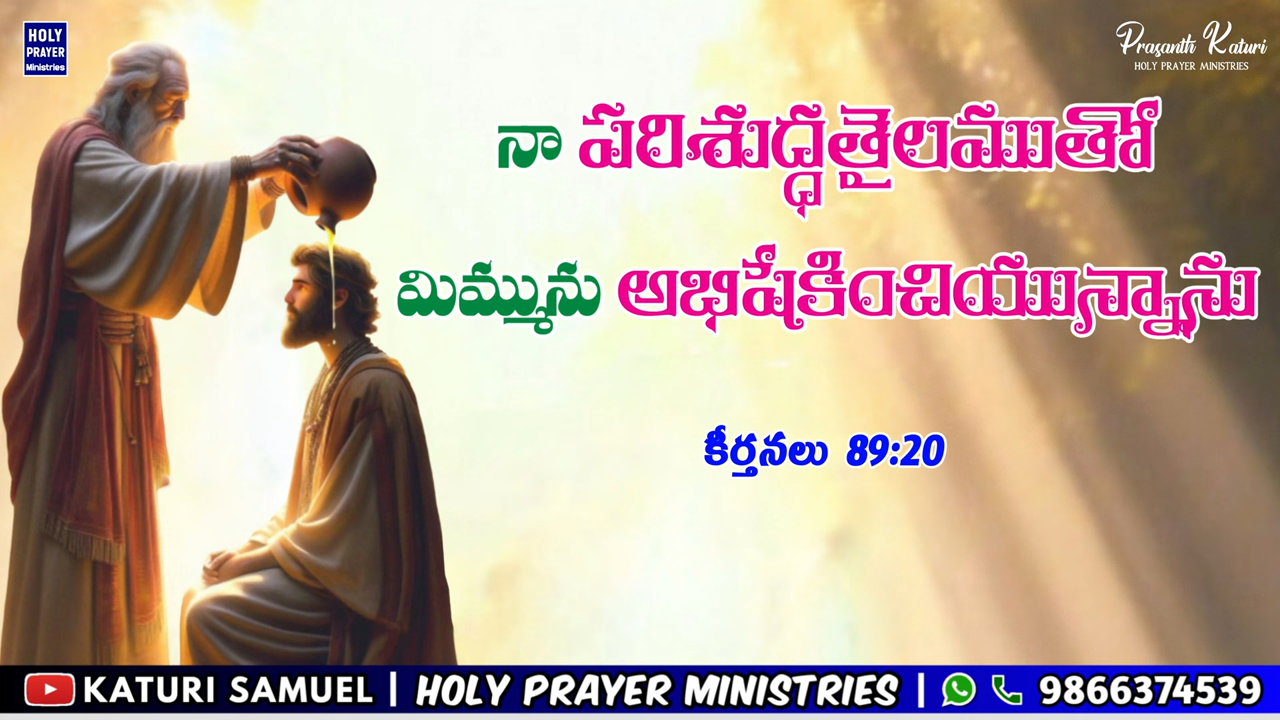 HOLY
PRAYER
Ministries
Prasanth Katuri
HOLY PRAYER MINISTRIES
నా పరిశుద్ధతైలముతో
మిమ్మును అభిషేకించియున్నాను
కీర్తనలు 89:20
KATURI SAMUEL | HOLY PRAYER MINISTRIES | 9866374539